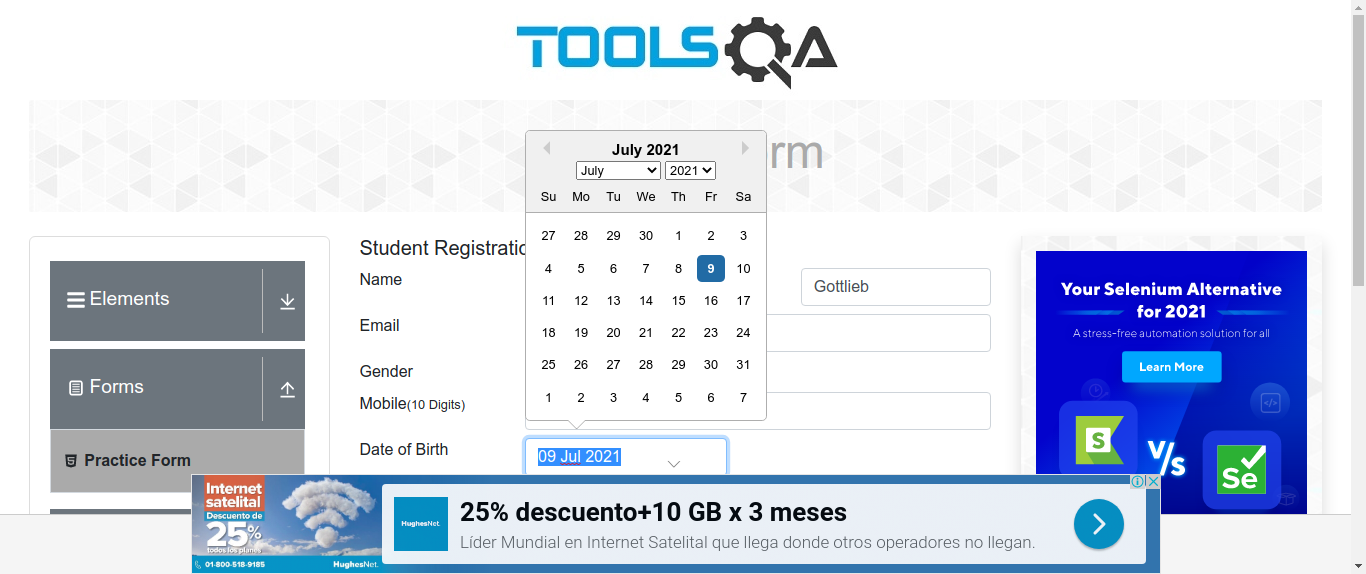 TOOLSQA
rm
July 2021
July 2021
Su Mo Tu We Th Fr Sa
27 28 29 30 1 2 3
4 5 6 7 8 9 10
11 12 13 14 15 16 17
18 19 20 21 22 23 24
25 26 27 28 29 30 31
1 2 3 4 5 6 7
Elements
Forms
Practice Form
Student Registratio
Name
Gottlieb
Email
Gender
Mobile(10 Digits)
Date of Birth
09 Jul 2021
Your Selenium Alternative
for 2021
A stress-free automation solution for all
Learn More
S
V/s
Se
Internet
satelital
Descuento de
25%
todos los planes
01-800-518-9185
HughesNet.
HughesNet.
25% descuento+10 GB x 3 meses
Líder Mundial en Internet Satelital que llega donde otros operadores no llegan.